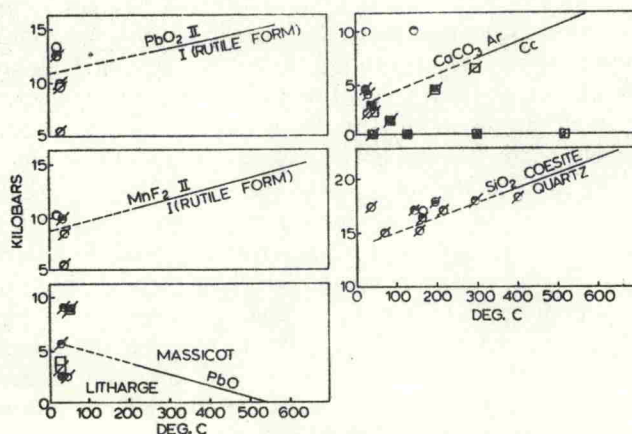 KILOBARS
15
10
5
PbO2 II
I (RUTILE FORM)
15
10
5
MnF2 II
I (RUTILE FORM)
10
5
0
MASSICOT
PbO
LITHARGE
0 100 200 300 400 500 600
DEG. C
10
5
0
CaCO3 Ar
Cc
20
15
10
SiO2 COESITE
QUARTZ
0 100 200 300 400 500 600
DEG. C